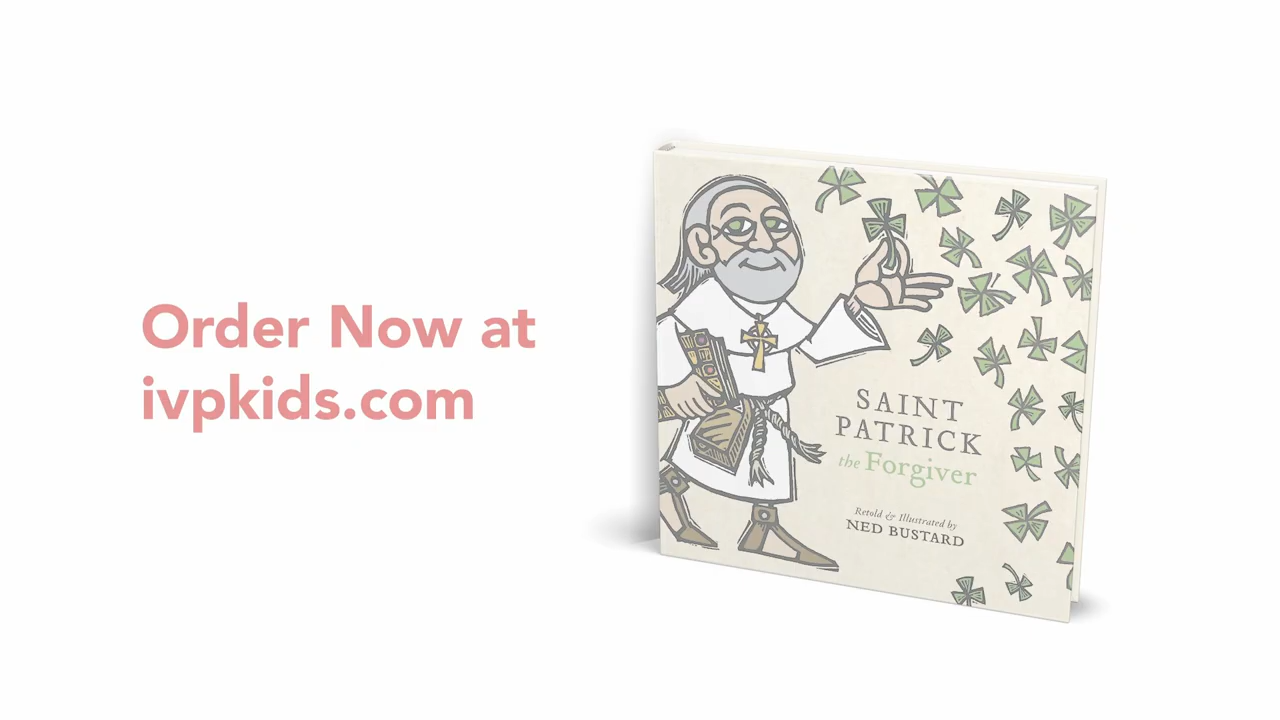 Order Now at
ivpkids.com
SAINT
PATRICK
the Forgiver
Retold & Illustrated by
NED BUSTARD